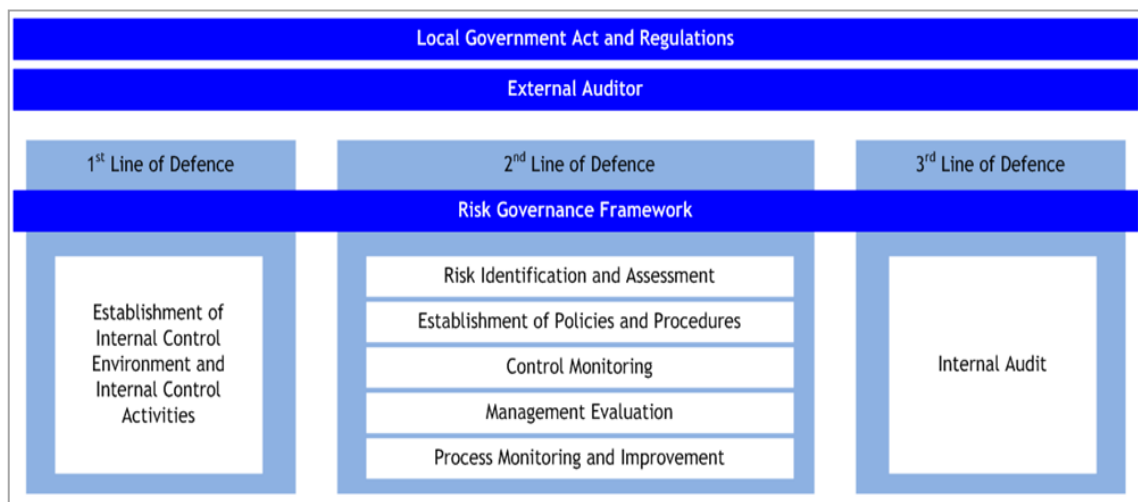 Local Government Act and Regulations
External Auditor
1st Line of Defence
2nd Line of Defence
3rd Line of Defence
Risk Governance Framework
Establishment of
Internal Control
Environment and
Internal Control
Activities
Risk Identification and Assessment
Establishment of Policies and Procedures
Control Monitoring
Management Evaluation
Process Monitoring and Improvement
Internal Audit